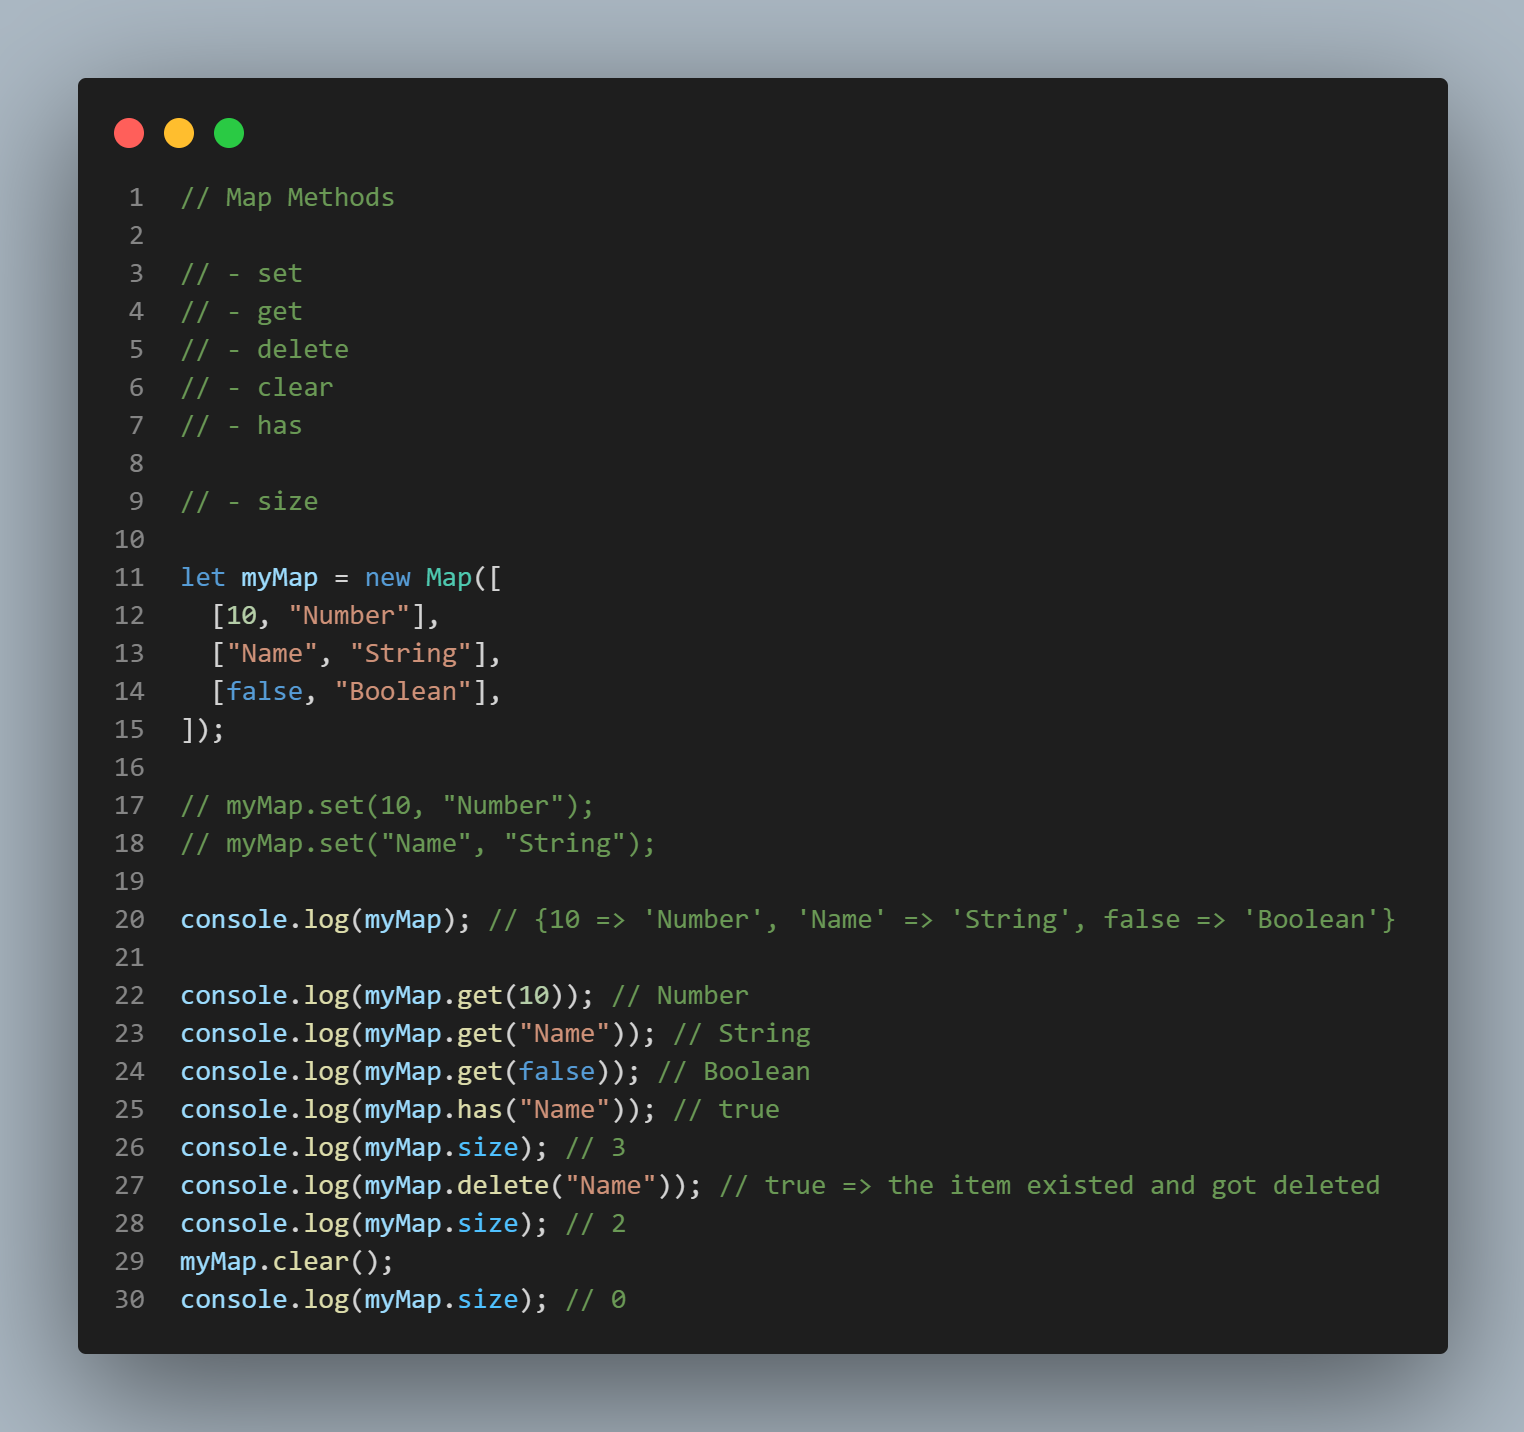 1 // Map Methods
2
3 // - set
4 // - get
5 // - delete
6 // - clear
7 // - has
8
9 // - size
10
11 let myMap = new Map([
12   [10, "Number"],
13   ["Name", "String"],
14   [false, "Boolean"],
15 ]);
16
17 // myMap.set(10, "Number");
18 // myMap.set("Name", "String");
19
20 console.log(myMap); // {10 => 'Number', 'Name' => 'String', false => 'Boolean'}
21
22 console.log(myMap.get(10)); // Number
23 console.log(myMap.get("Name")); // String
24 console.log(myMap.get(false)); // Boolean
25 console.log(myMap.has("Name")); // true
26 console.log(myMap.size); // 3
27 console.log(myMap.delete("Name")); // true => the item existed and got deleted
28 console.log(myMap.size); // 2
29 myMap.clear();
30 console.log(myMap.size); // 0